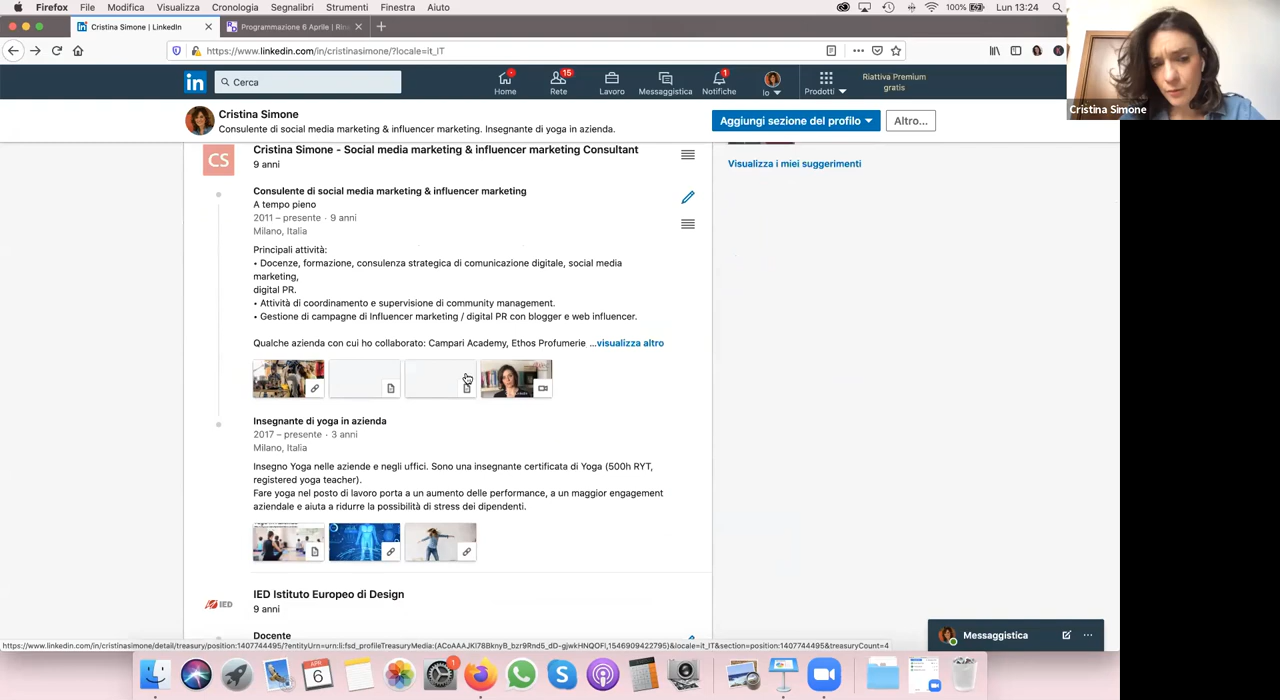 Firefox File Modifica Visualizza Cronologia Segnalibri Strumenti Finestra Aiuto 100% Lun 13:24
Cristina Simone | LinkedIn Programmazione 6 Aprile | Rina
https://www.linkedin.com/in/cristinasimone/?locale=it_IT
Cristina Simone
in Cerca Home 15 Rete Lavoro Messaggistica 1 Notifiche Io Prodotti Riattiva Premium gratis
Cristina Simone
Consulente di social media marketing & influencer marketing. Insegnante di yoga in azienda.
Aggiungi sezione del profilo Altro...
CS Cristina Simone - Social media marketing & influencer marketing Consultant
9 anni
Visualizza i miei suggerimenti
Consulente di social media marketing & influencer marketing
A tempo pieno
2011 – presente · 9 anni
Milano, Italia
Principali attività:
• Docenze, formazione, consulenza strategica di comunicazione digitale, social media
marketing,
digital PR.
• Attività di coordinamento e supervisione di community management.
• Gestione di campagne di Influencer marketing / digital PR con blogger e web influencer.
Qualche azienda con cui ho collaborato: Campari Academy, Ethos Profumerie ...visualizza altro
Insegnante di yoga in azienda
2017 – presente · 3 anni
Milano, Italia
Insegno Yoga nelle aziende e negli uffici. Sono una insegnante certificata di Yoga (500h RYT,
registered yoga teacher).
Fare yoga nel posto di lavoro porta a un aumento delle performance, a un maggior engagement
aziendale e aiuta a ridurre la possibilità di stress dei dipendenti.
IED IED Istituto Europeo di Design
9 anni
Docente
Messaggistica
APR
6
1